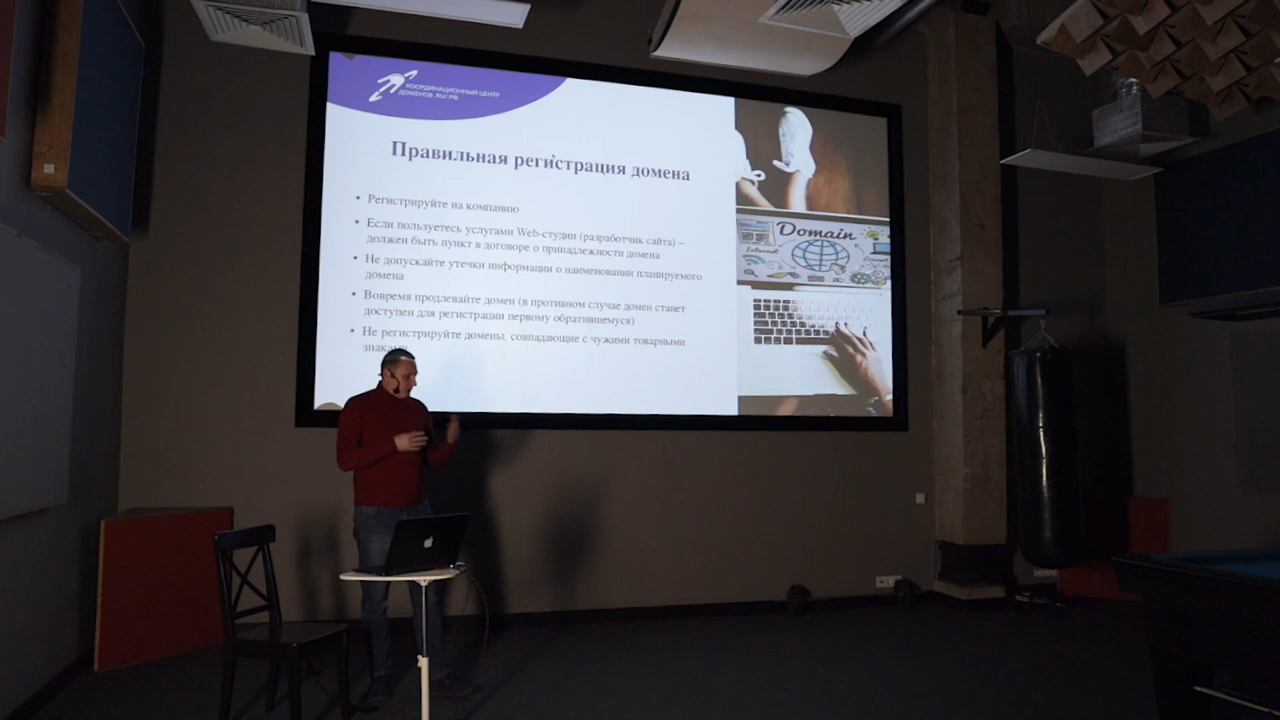 КООРДИНАЦИОННЫЙ ЦЕНТР
ДОМЕНОВ .RU/.РФ
Правильная регистрация домена
• Регистрируйте на компанию
• Если пользуетесь услугами Web-студии (разработчик сайта) –
должен быть пункт в договоре о принадлежности домена
• Не допускайте утечки информации о наименовании планируемого
домена
• Вовремя продлевайте домен (в противном случае домен станет
доступен для регистрации первому обратившемуся)
• Не регистрируйте домены, совпадающие с чужими товарными
знаками
Domain
Internet